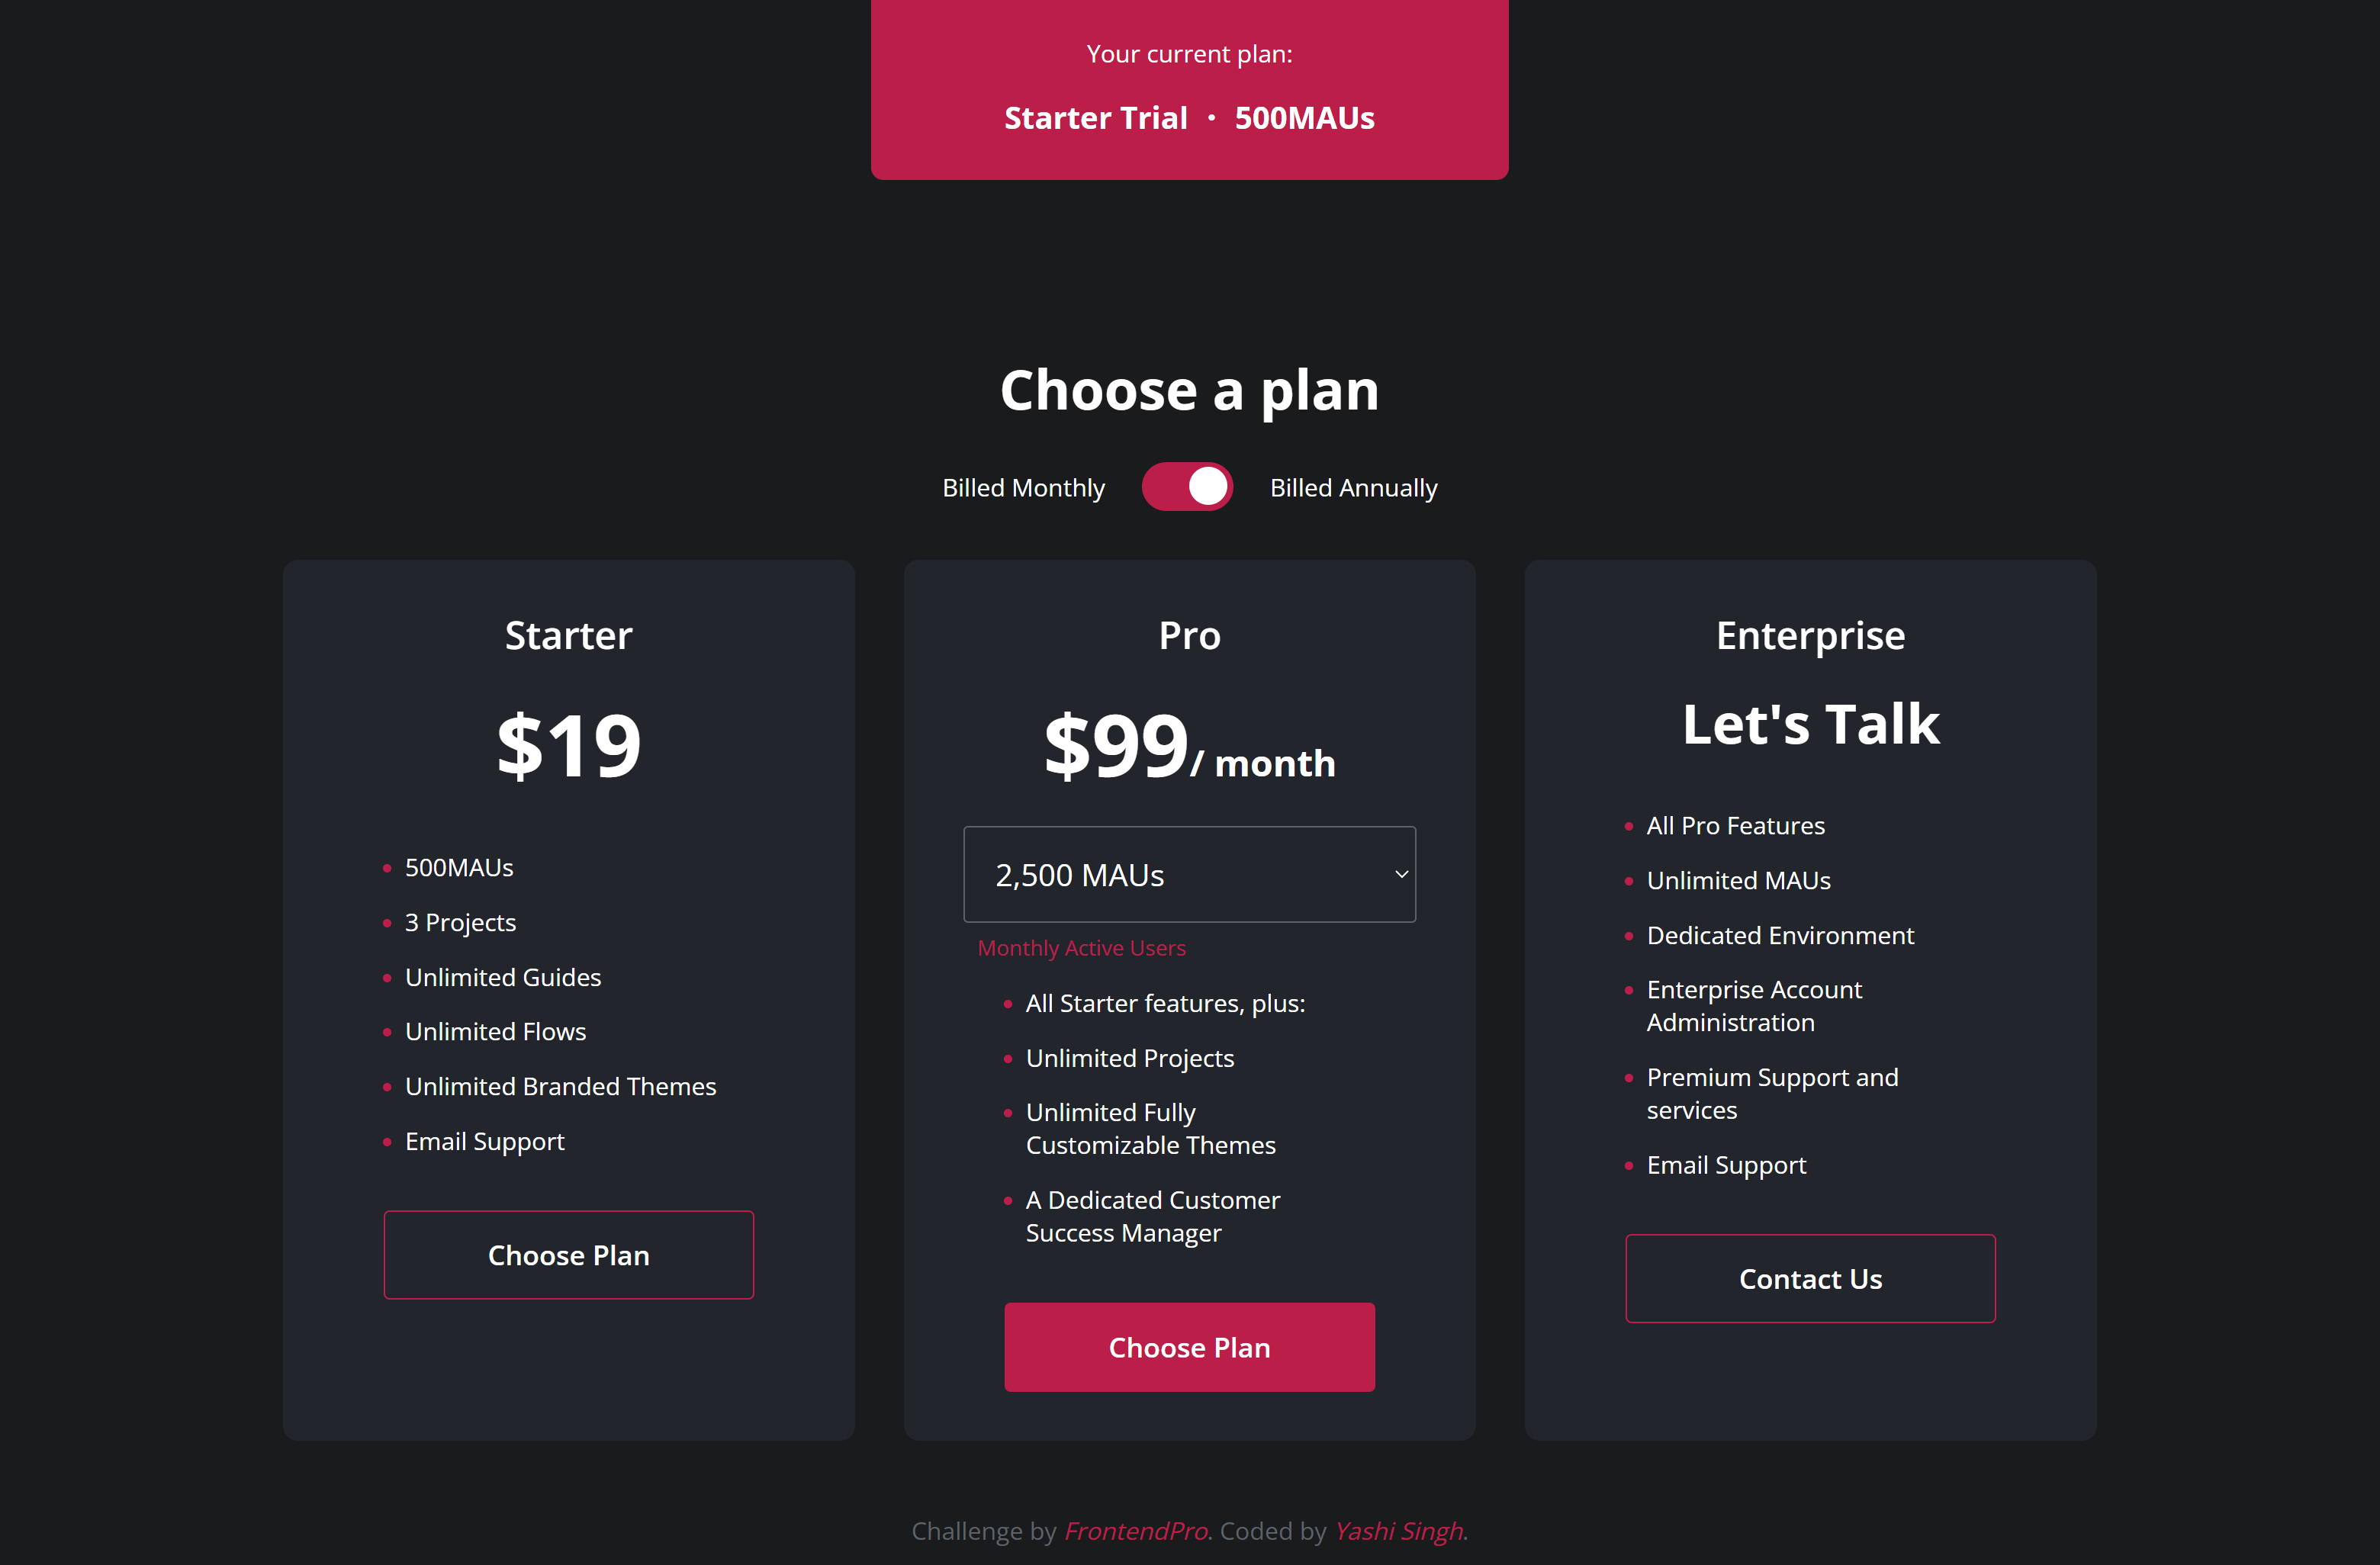 Your current plan:
Starter Trial • 500MAUs
Choose a plan
Billed Monthly
Billed Annually
Starter
$19
500MAUs
3 Projects
Unlimited Guides
Unlimited Flows
Unlimited Branded Themes
Email Support
Choose Plan
Pro
$99/ month
2,500 MAUs
Monthly Active Users
All Starter features, plus:
Unlimited Projects
Unlimited Fully
Customizable Themes
A Dedicated Customer
Success Manager
Choose Plan
Enterprise
Let's Talk
All Pro Features
Unlimited MAUs
Dedicated Environment
Enterprise Account
Administration
Premium Support and
services
Email Support
Contact Us
Challenge by FrontendPro. Coded by Yashi Singh.